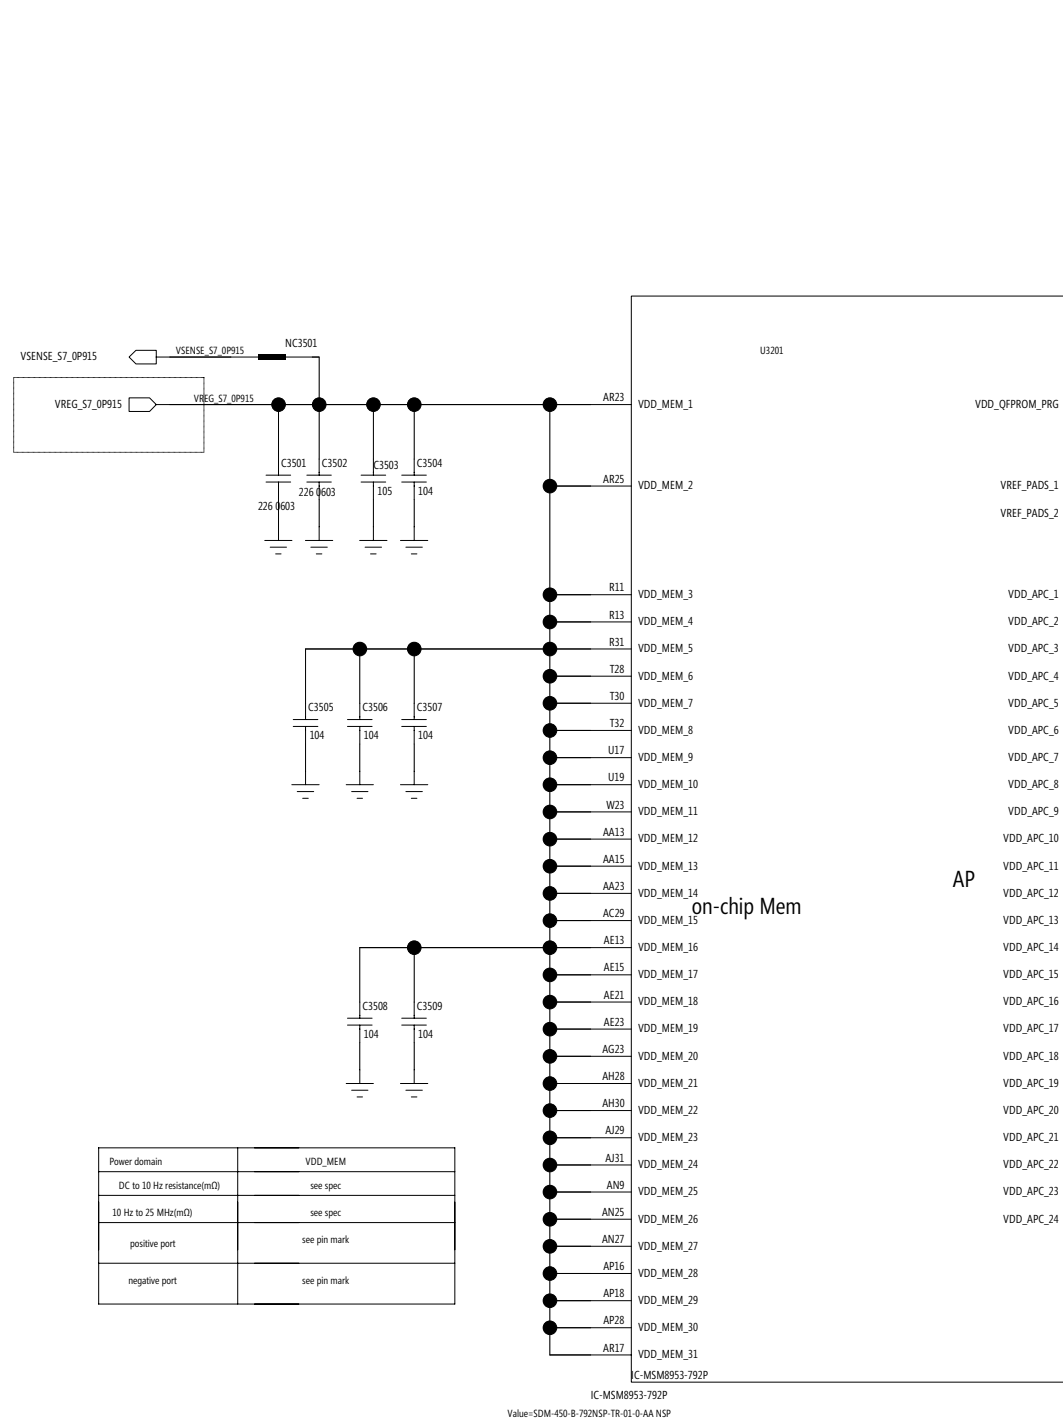 U3201
NC3501
VSENSE_S7_0P915 VSENSE_S7_0P915
VREG_S7_0P915 VREG_S7_0P915
AR23 VDD_MEM_1 VDD_QFPROM_PRG
C3501 C3502 C3503 C3504
226 0603 226 0603 105 104
AR25 VDD_MEM_2 VREF_PADS_1
VREF_PADS_2
R11 VDD_MEM_3 VDD_APC_1
R13 VDD_MEM_4 VDD_APC_2
R31 VDD_MEM_5 VDD_APC_3
T28 VDD_MEM_6 VDD_APC_4
T30 VDD_MEM_7 VDD_APC_5
C3505 C3506 C3507
104 104 104
T32 VDD_MEM_8 VDD_APC_6
U17 VDD_MEM_9 VDD_APC_7
U19 VDD_MEM_10 VDD_APC_8
W23 VDD_MEM_11 VDD_APC_9
AA13 VDD_MEM_12 VDD_APC_10
AA15 VDD_MEM_13 VDD_APC_11
AP
AA23 VDD_MEM_14 VDD_APC_12
on-chip Mem
AC29 VDD_MEM_15 VDD_APC_13
AE13 VDD_MEM_16 VDD_APC_14
AE15 VDD_MEM_17 VDD_APC_15
AE21 VDD_MEM_18 VDD_APC_16
C3508 C3509
104 104
AE23 VDD_MEM_19 VDD_APC_17
AG23 VDD_MEM_20 VDD_APC_18
AH28 VDD_MEM_21 VDD_APC_19
AH30 VDD_MEM_22 VDD_APC_20
AJ29 VDD_MEM_23 VDD_APC_21
AJ31 VDD_MEM_24 VDD_APC_22
AN9 VDD_MEM_25 VDD_APC_23
AN25 VDD_MEM_26 VDD_APC_24
AN27 VDD_MEM_27
AP16 VDD_MEM_28
AP18 VDD_MEM_29
AP28 VDD_MEM_30
AR17 VDD_MEM_31
Power domain VDD_MEM
DC to 10 Hz resistance(mΩ) see spec
10 Hz to 25 MHz(mΩ) see spec
positive port see pin mark
negative port see pin mark
IC-MSM8953-792P
IC-MSM8953-792P
Value=SDM-450-B-792NSP-TR-01-0-AA NSP